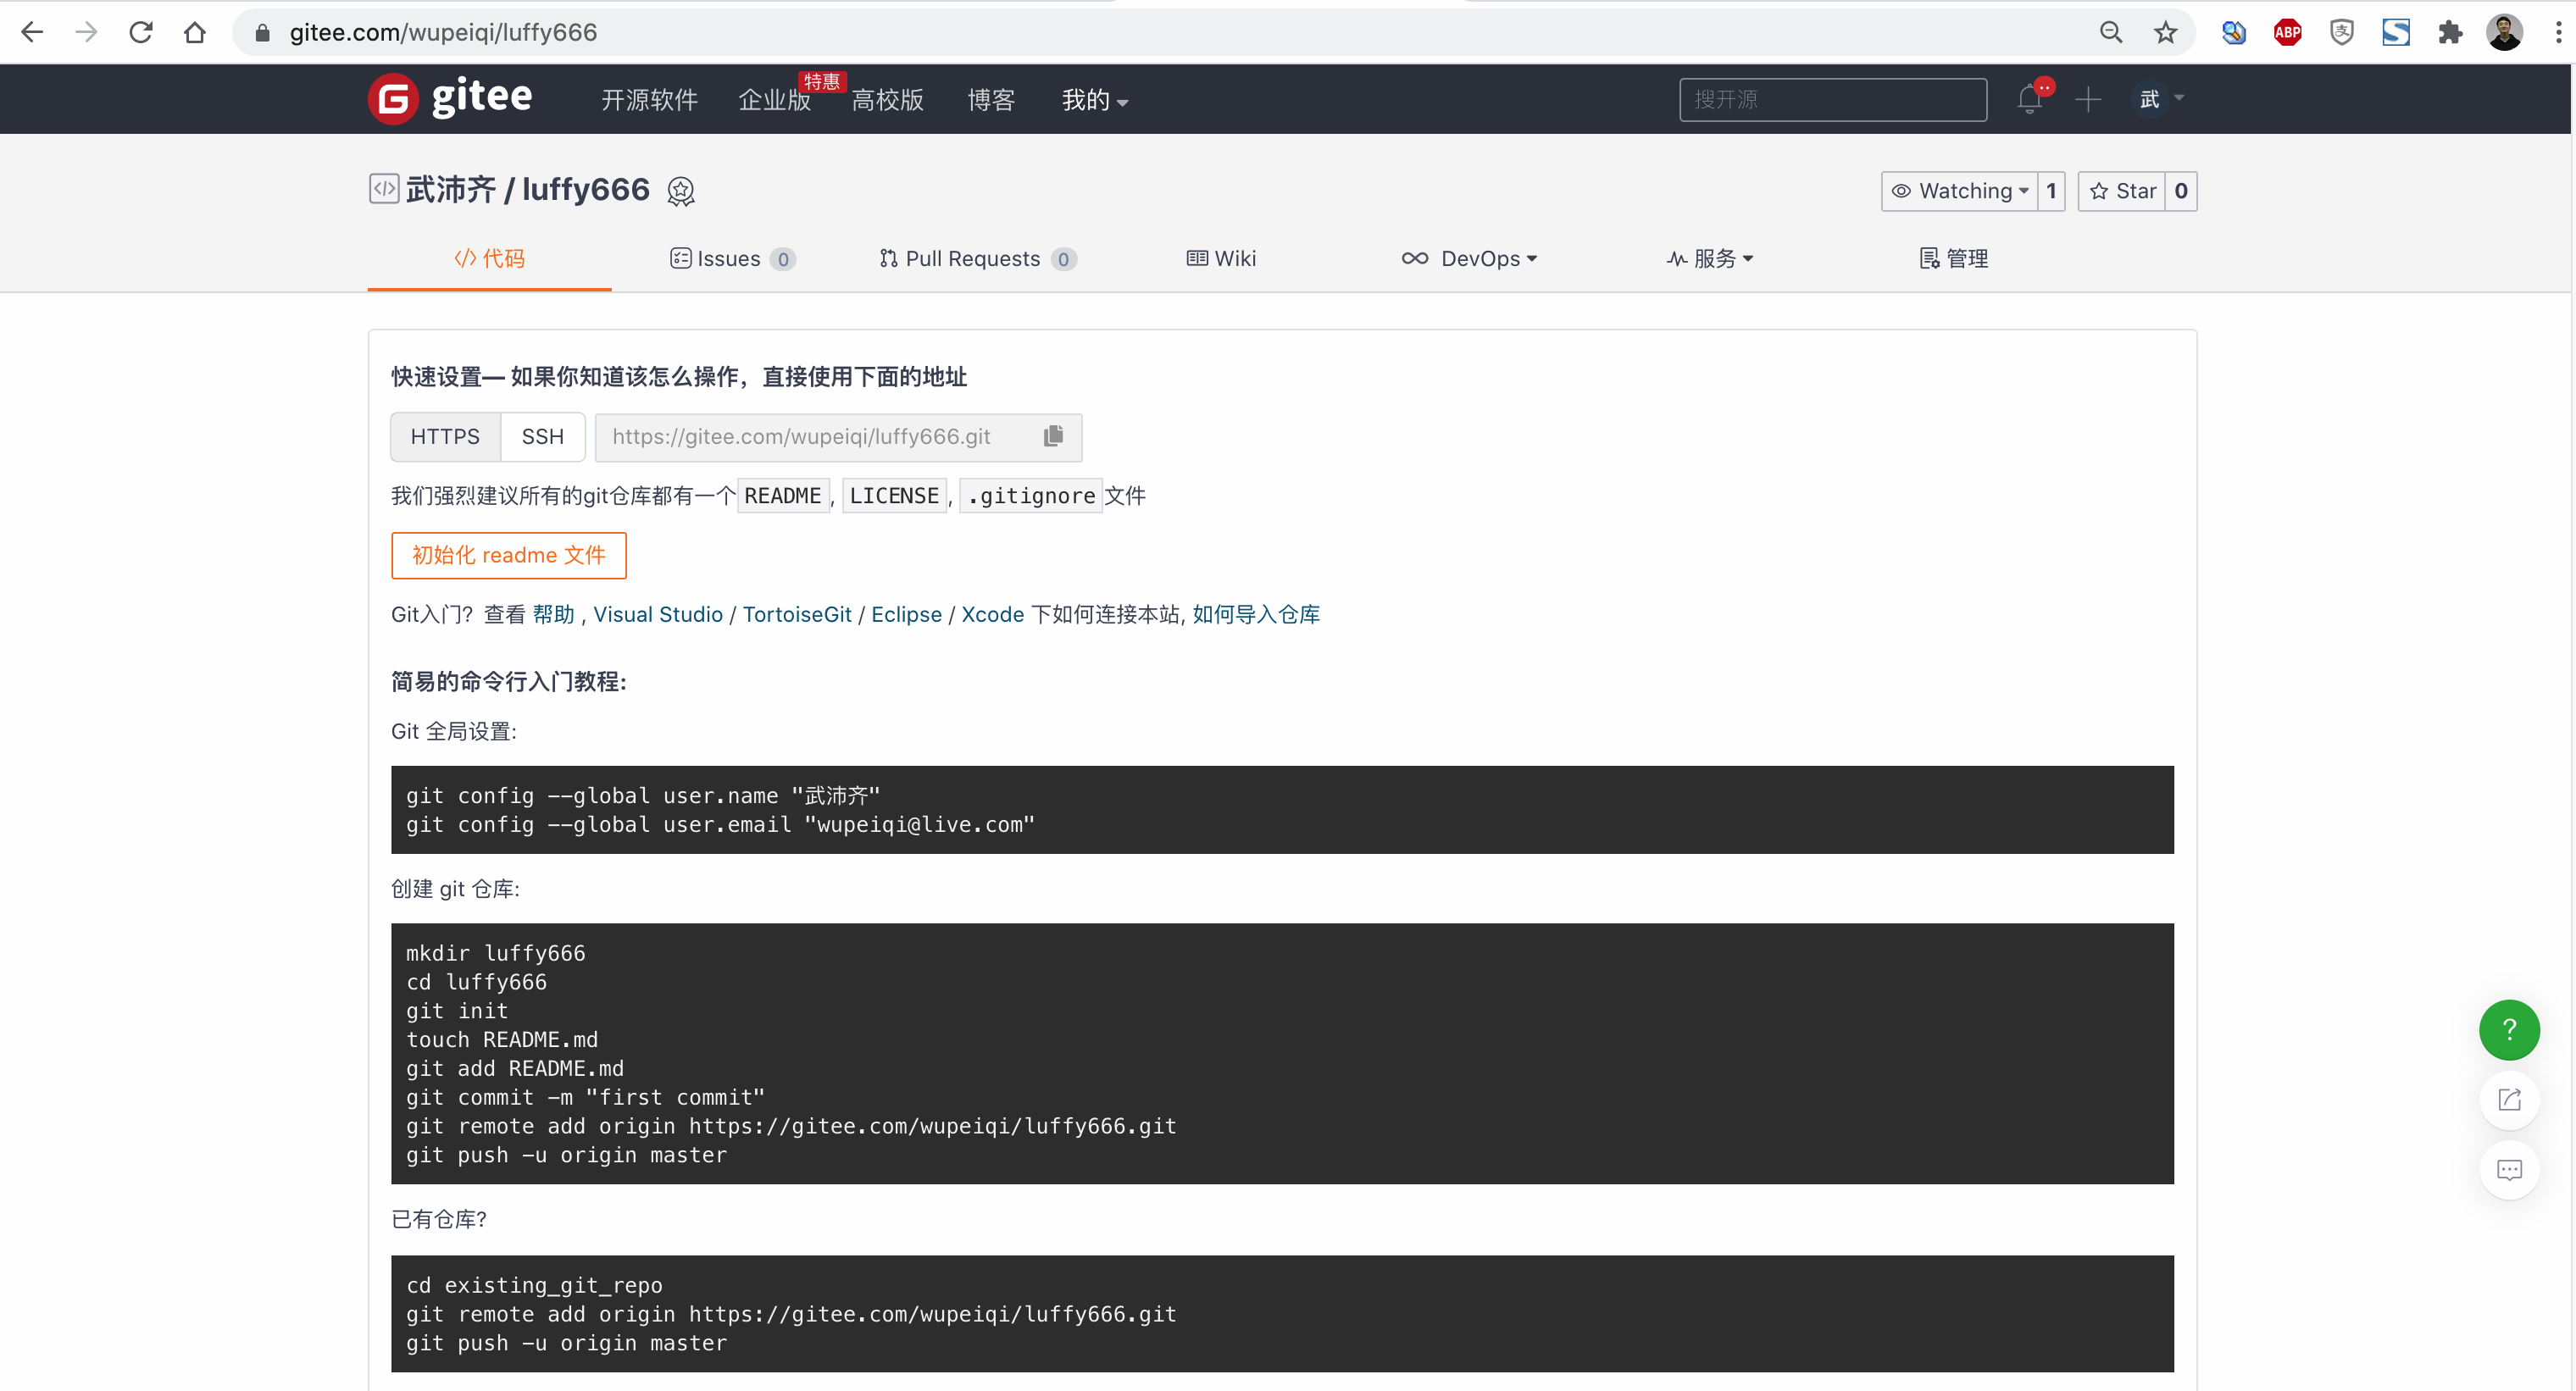 gitee.com/wupeiqi/luffy666
ABP
支
gitee 开源软件 企业版 特惠 高校版 博客 我的 搜开源 武
武沛齐 / luffy666 Watching 1 Star 0
代码 Issues 0 Pull Requests 0 Wiki DevOps 服务 管理
快速设置— 如果你知道该怎么操作，直接使用下面的地址
HTTPS SSH https://gitee.com/wupeiqi/luffy666.git
我们强烈建议所有的git仓库都有一个 README , LICENSE , .gitignore 文件
初始化 readme 文件
Git入门？查看 帮助 , Visual Studio / TortoiseGit / Eclipse / Xcode 下如何连接本站, 如何导入仓库
简易的命令行入门教程:
Git 全局设置:
git config --global user.name "武沛齐"
git config --global user.email "wupeiqi@live.com"
创建 git 仓库:
mkdir luffy666
cd luffy666
git init
touch README.md
git add README.md
git commit -m "first commit"
git remote add origin https://gitee.com/wupeiqi/luffy666.git
git push -u origin master
已有仓库?
cd existing_git_repo
git remote add origin https://gitee.com/wupeiqi/luffy666.git
git push -u origin master
?